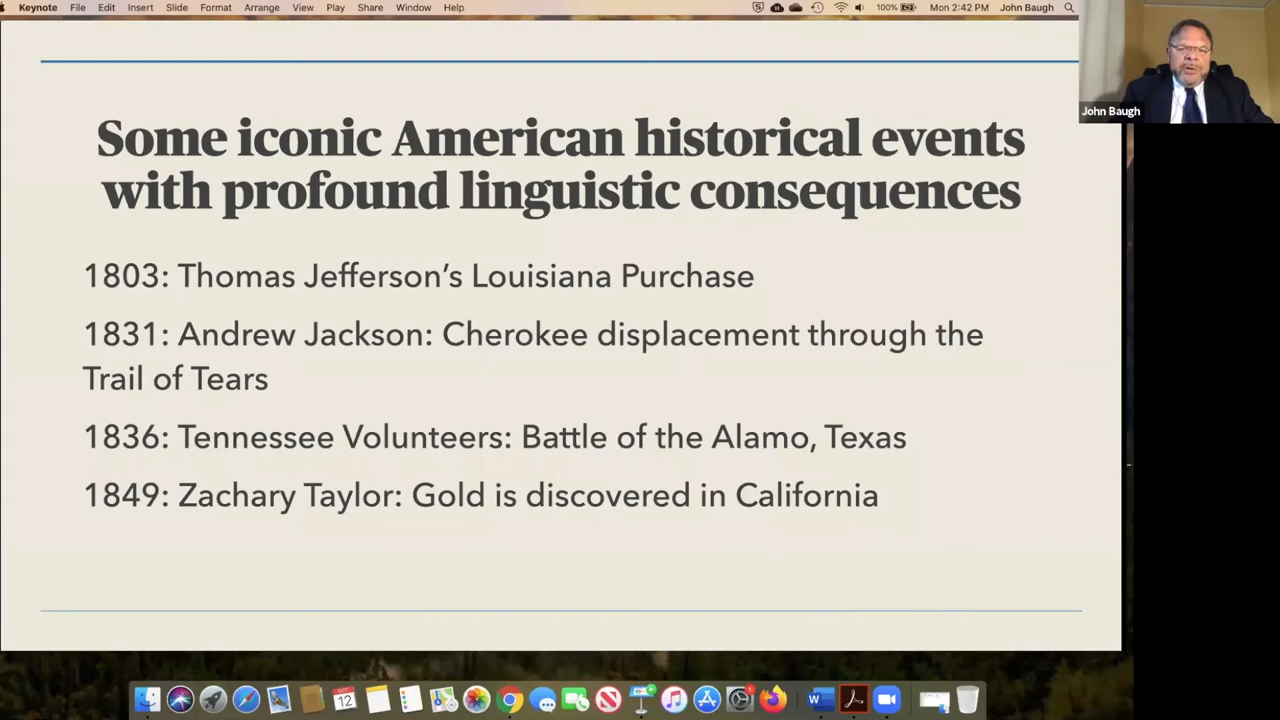 Keynote File Edit Insert Slide Format Arrange View Play Share Window Help 100% Mon 2:42 PM John Baugh
John Baugh
Some iconic American historical events
with profound linguistic consequences
1803: Thomas Jefferson’s Louisiana Purchase
1831: Andrew Jackson: Cherokee displacement through the
Trail of Tears
1836: Tennessee Volunteers: Battle of the Alamo, Texas
1849: Zachary Taylor: Gold is discovered in California
OCT
12